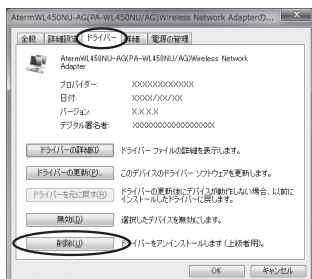 AtermWL450NU-AG(PA-WL450NU/AG)Wireless Network Adapterの...
全般 詳細設定 ドライバー 詳細 電源の管理
AtermWL450NU-AG(PA-WL450NU/AG)Wireless Network
Adapter
プロバイダー: XXXXXXXXXXXX
日付: XXXX/XX/XX
バージョン: X.X.X.X
デジタル署名者: XXXXXXXXXXXXXXXXXX
ドライバーの詳細(I) ドライバー ファイルの詳細を表示します。
ドライバーの更新(P)... このデバイスのドライバー ソフトウェアを更新します。
ドライバーを元に戻す(R) ドライバーの更新後にデバイスが動作しない場合、以前に
インストールしたドライバーに戻します。
無効(D) 選択したデバイスを無効にします。
削除(U) ドライバーをアンインストールします (上級者用)。
OK キャンセル